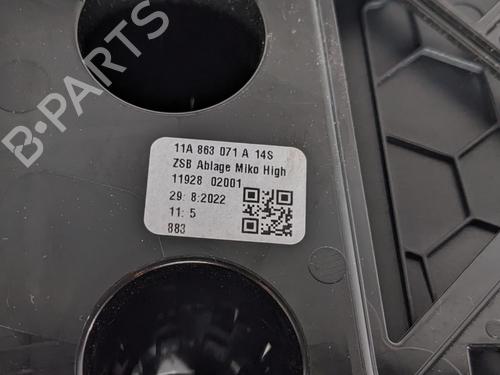 B-PARTS
11A 863 071 A 14S
ZSB Ablage Miko High
11928 02001
29: 8:2022
11: 5
883